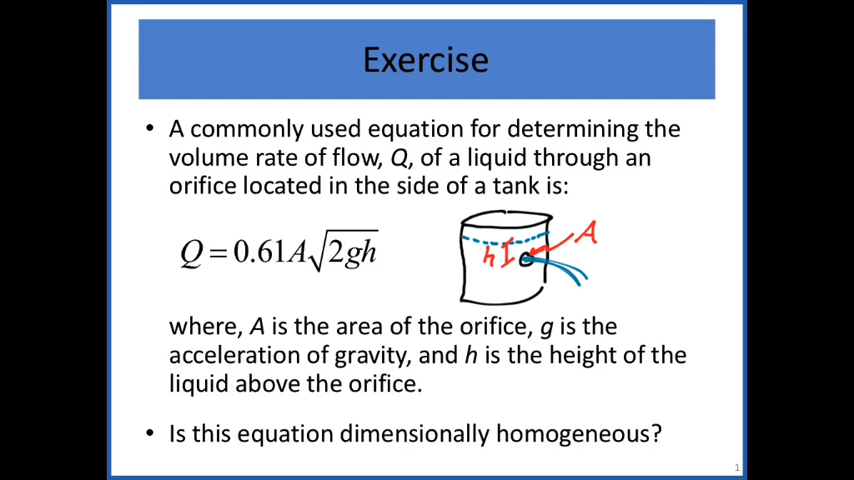 Exercise
• A commonly used equation for determining the
volume rate of flow, Q, of a liquid through an
orifice located in the side of a tank is:
Q = 0.61A√2gh
A
h
where, A is the area of the orifice, g is the
acceleration of gravity, and h is the height of the
liquid above the orifice.
• Is this equation dimensionally homogeneous?
1